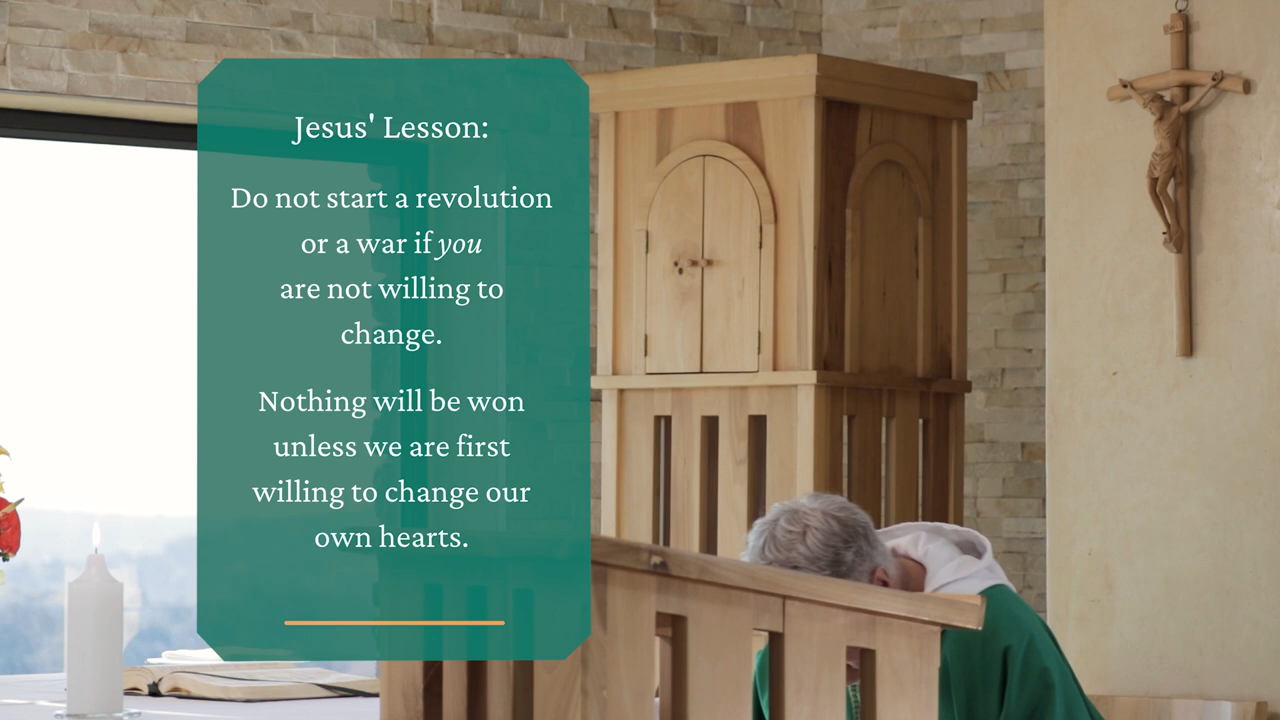 Jesus' Lesson:
Do not start a revolution
or a war if you
are not willing to
change.
Nothing will be won
unless we are first
willing to change our
own hearts.